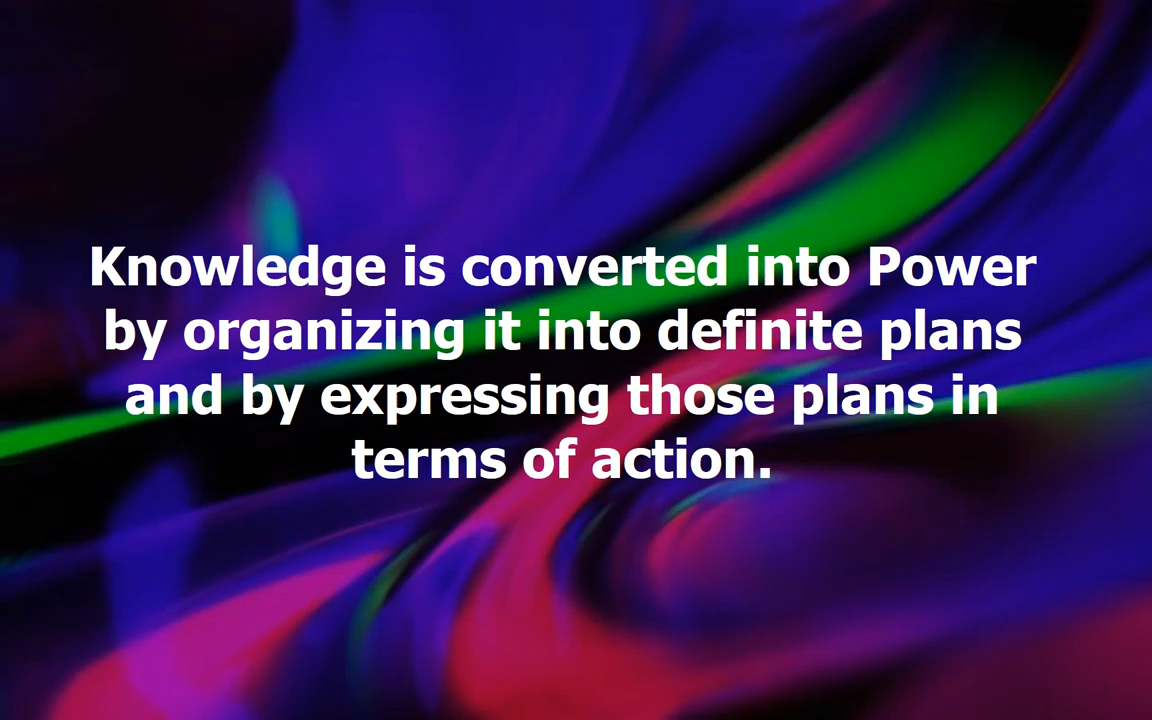 Knowledge is converted into Power
by organizing it into definite plans
and by expressing those plans in
terms of action.